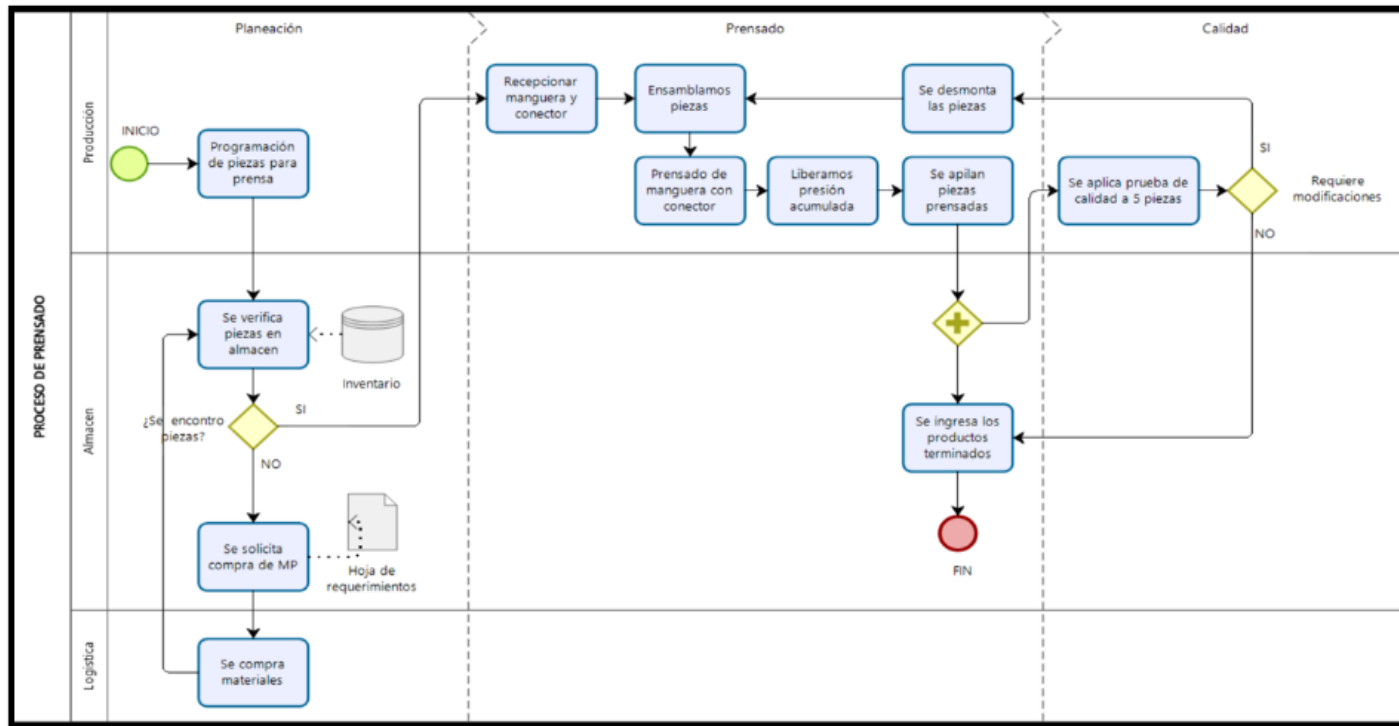 Planeación
Prensado
Calidad
PROCESO DE PRENSADO
Producción
INICIO
Programación
de piezas para
prensa
Recepcionar
manguera y
conector
Ensamblamos
piezas
Se desmonta
las piezas
Prensado de
manguera con
conector
Liberamos
presión
acumulada
Se apilan
piezas
prensadas
Se aplica prueba de
calidad a 5 piezas
SI
Requiere
modificaciones
NO
Almacen
Se verifica
piezas en
almacen
Inventario
¿Se encontro
piezas?
SI
NO
Se solicita
compra de MP
Hoja de
requerimientos
Se ingresa los
productos
terminados
FIN
Logística
Se compra
materiales